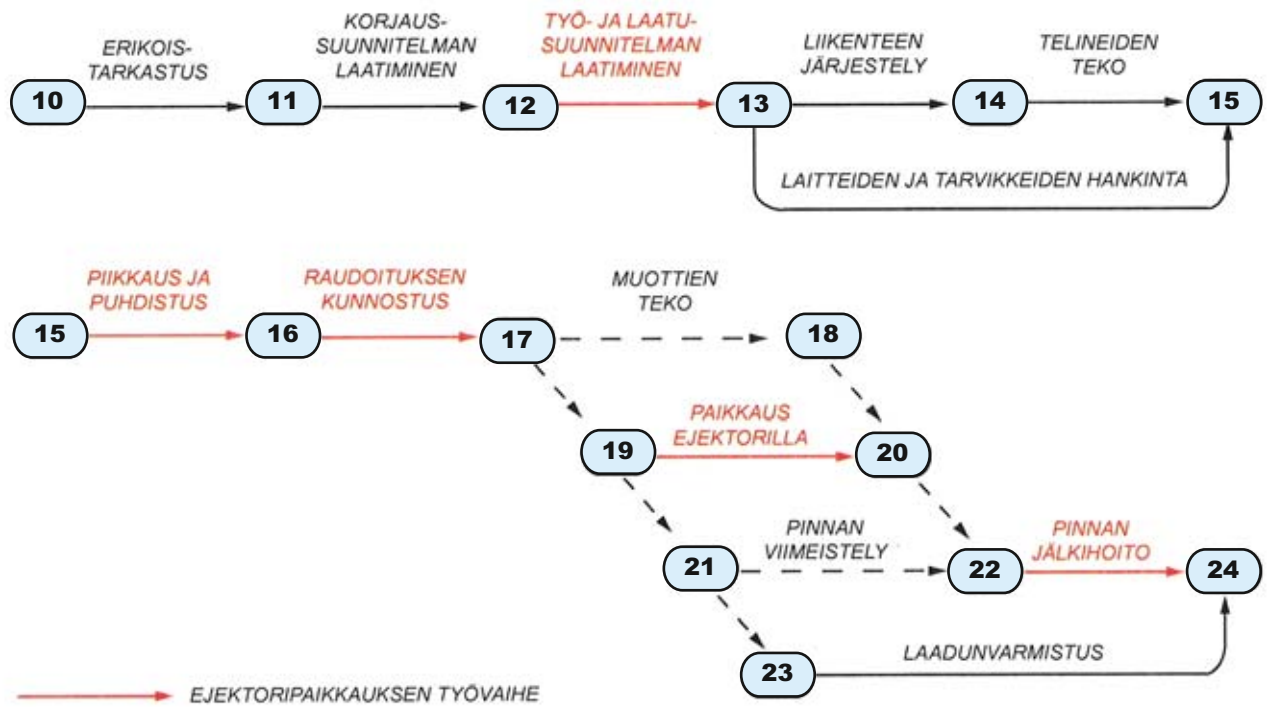 ERIKOIS-
TARKASTUS
KORJAUS-
SUUNNITELMAN
LAATIMINEN
TYÖ- JA LAATU-
SUUNNITELMAN
LAATIMINEN
LIIKENTEEN
JÄRJESTELY
TELINEIDEN
TEKO
10
11
12
13
14
15
LAITTEIDEN JA TARVIKKEIDEN HANKINTA
PIIKKAUS JA
PUHDISTUS
RAUDOITUKSEN
KUNNOSTUS
MUOTTIEN
TEKO
15
16
17
18
PAIKKAUS
EJEKTORILLA
19
20
PINNAN
VIIMEISTELY
PINNAN
JÄLKIHOITO
21
22
24
23
LAADUNVARMISTUS
EJEKTORIPAIKKAUKSEN TYÖVAIHE